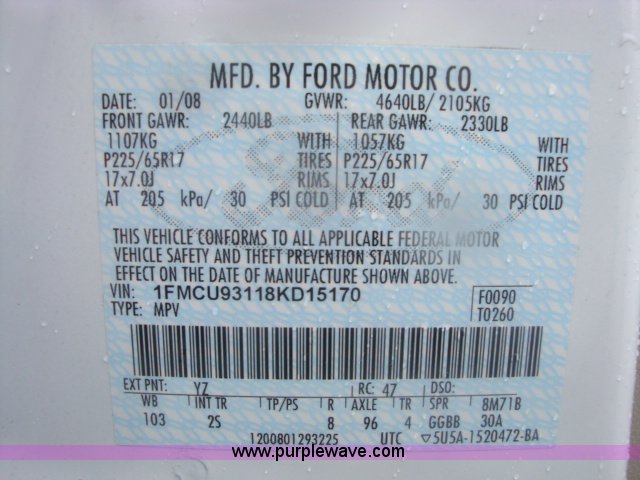 MFD. BY FORD MOTOR CO.
DATE: 01/08 GVWR: 4640LB/ 2105KG
FRONT GAWR: 2440LB REAR GAWR: 2330LB
1107KG WITH 1057KG WITH
P225/65R17 TIRES P225/65R17 TIRES
17x7.0J RIMS 17x7.0J RIMS
AT 205 kPa/ 30 PSI COLD AT 205 kPa/ 30 PSI COLD
THIS VEHICLE CONFORMS TO ALL APPLICABLE FEDERAL MOTOR
VEHICLE SAFETY AND THEFT PREVENTION STANDARDS IN
EFFECT ON THE DATE OF MANUFACTURE SHOWN ABOVE.
VIN: 1FMCU93118KD15170 F0090
TYPE: MPV T0260
EXT PNT: YZ RC: 47 DSO:
WB INT TR TP/PS R AXLE TR SPR 8M71B
103 2S 8 96 4 GGBB 30A
1200801293225 UTC ▽5U5A-1520472-BA
www.purplewave.com